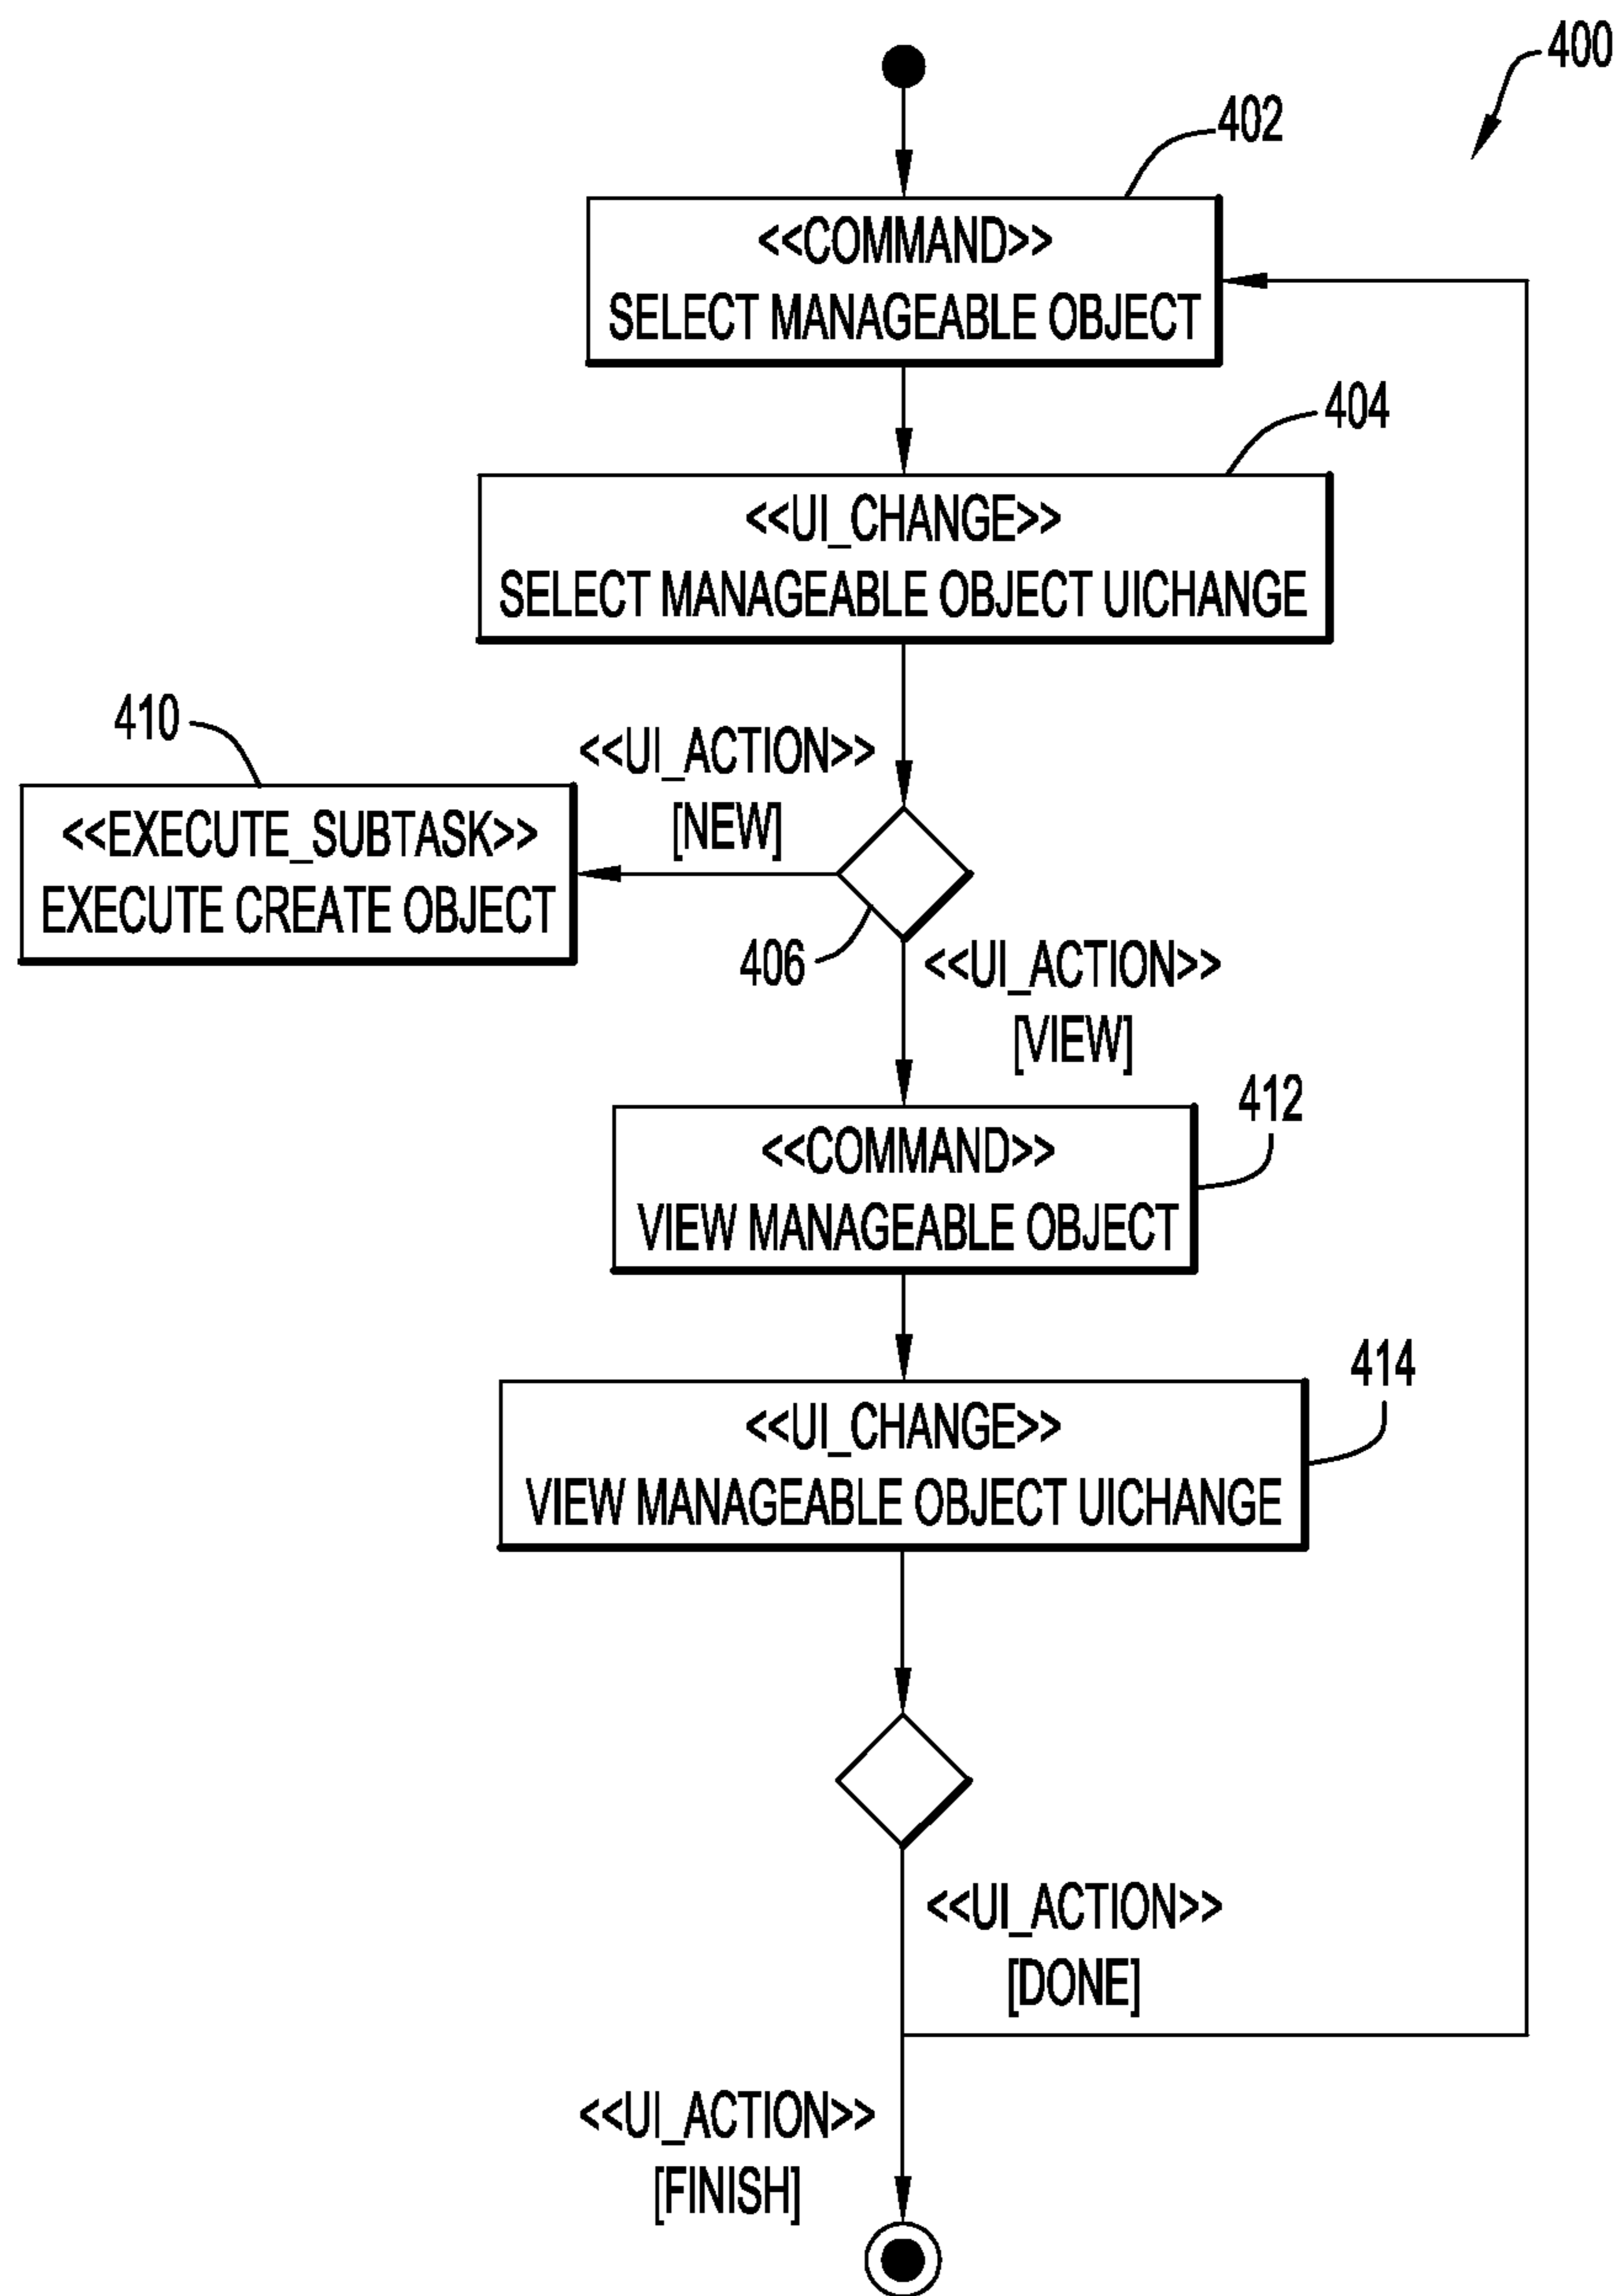 400
402
<<COMMAND>>
SELECT MANAGEABLE OBJECT
404
<<UI_CHANGE>>
SELECT MANAGEABLE OBJECT UICHANGE
410
<<UI_ACTION>>
[NEW]
<<EXECUTE_SUBTASK>>
EXECUTE CREATE OBJECT
406
<<UI_ACTION>>
[VIEW]
412
<<COMMAND>>
VIEW MANAGEABLE OBJECT
414
<<UI_CHANGE>>
VIEW MANAGEABLE OBJECT UICHANGE
<<UI_ACTION>>
[DONE]
<<UI_ACTION>>
[FINISH]